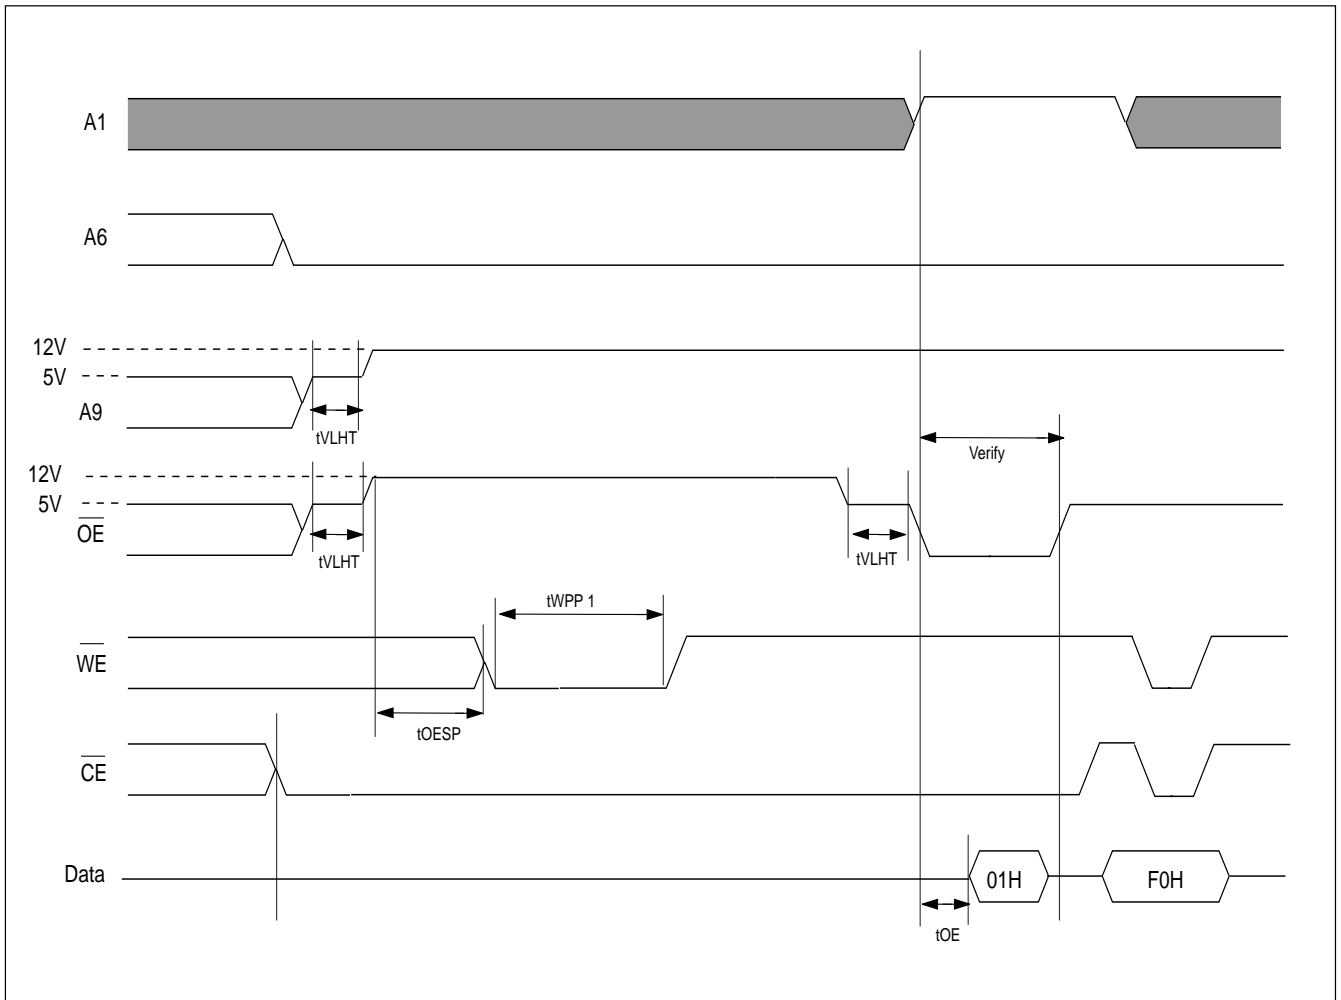 A1
A6
12V
5V
A9
tVLHT
Verify
12V
5V
OE
tVLHT
tVLHT
tWPP 1
WE
tOESP
CE
Data
01H
F0H
tOE